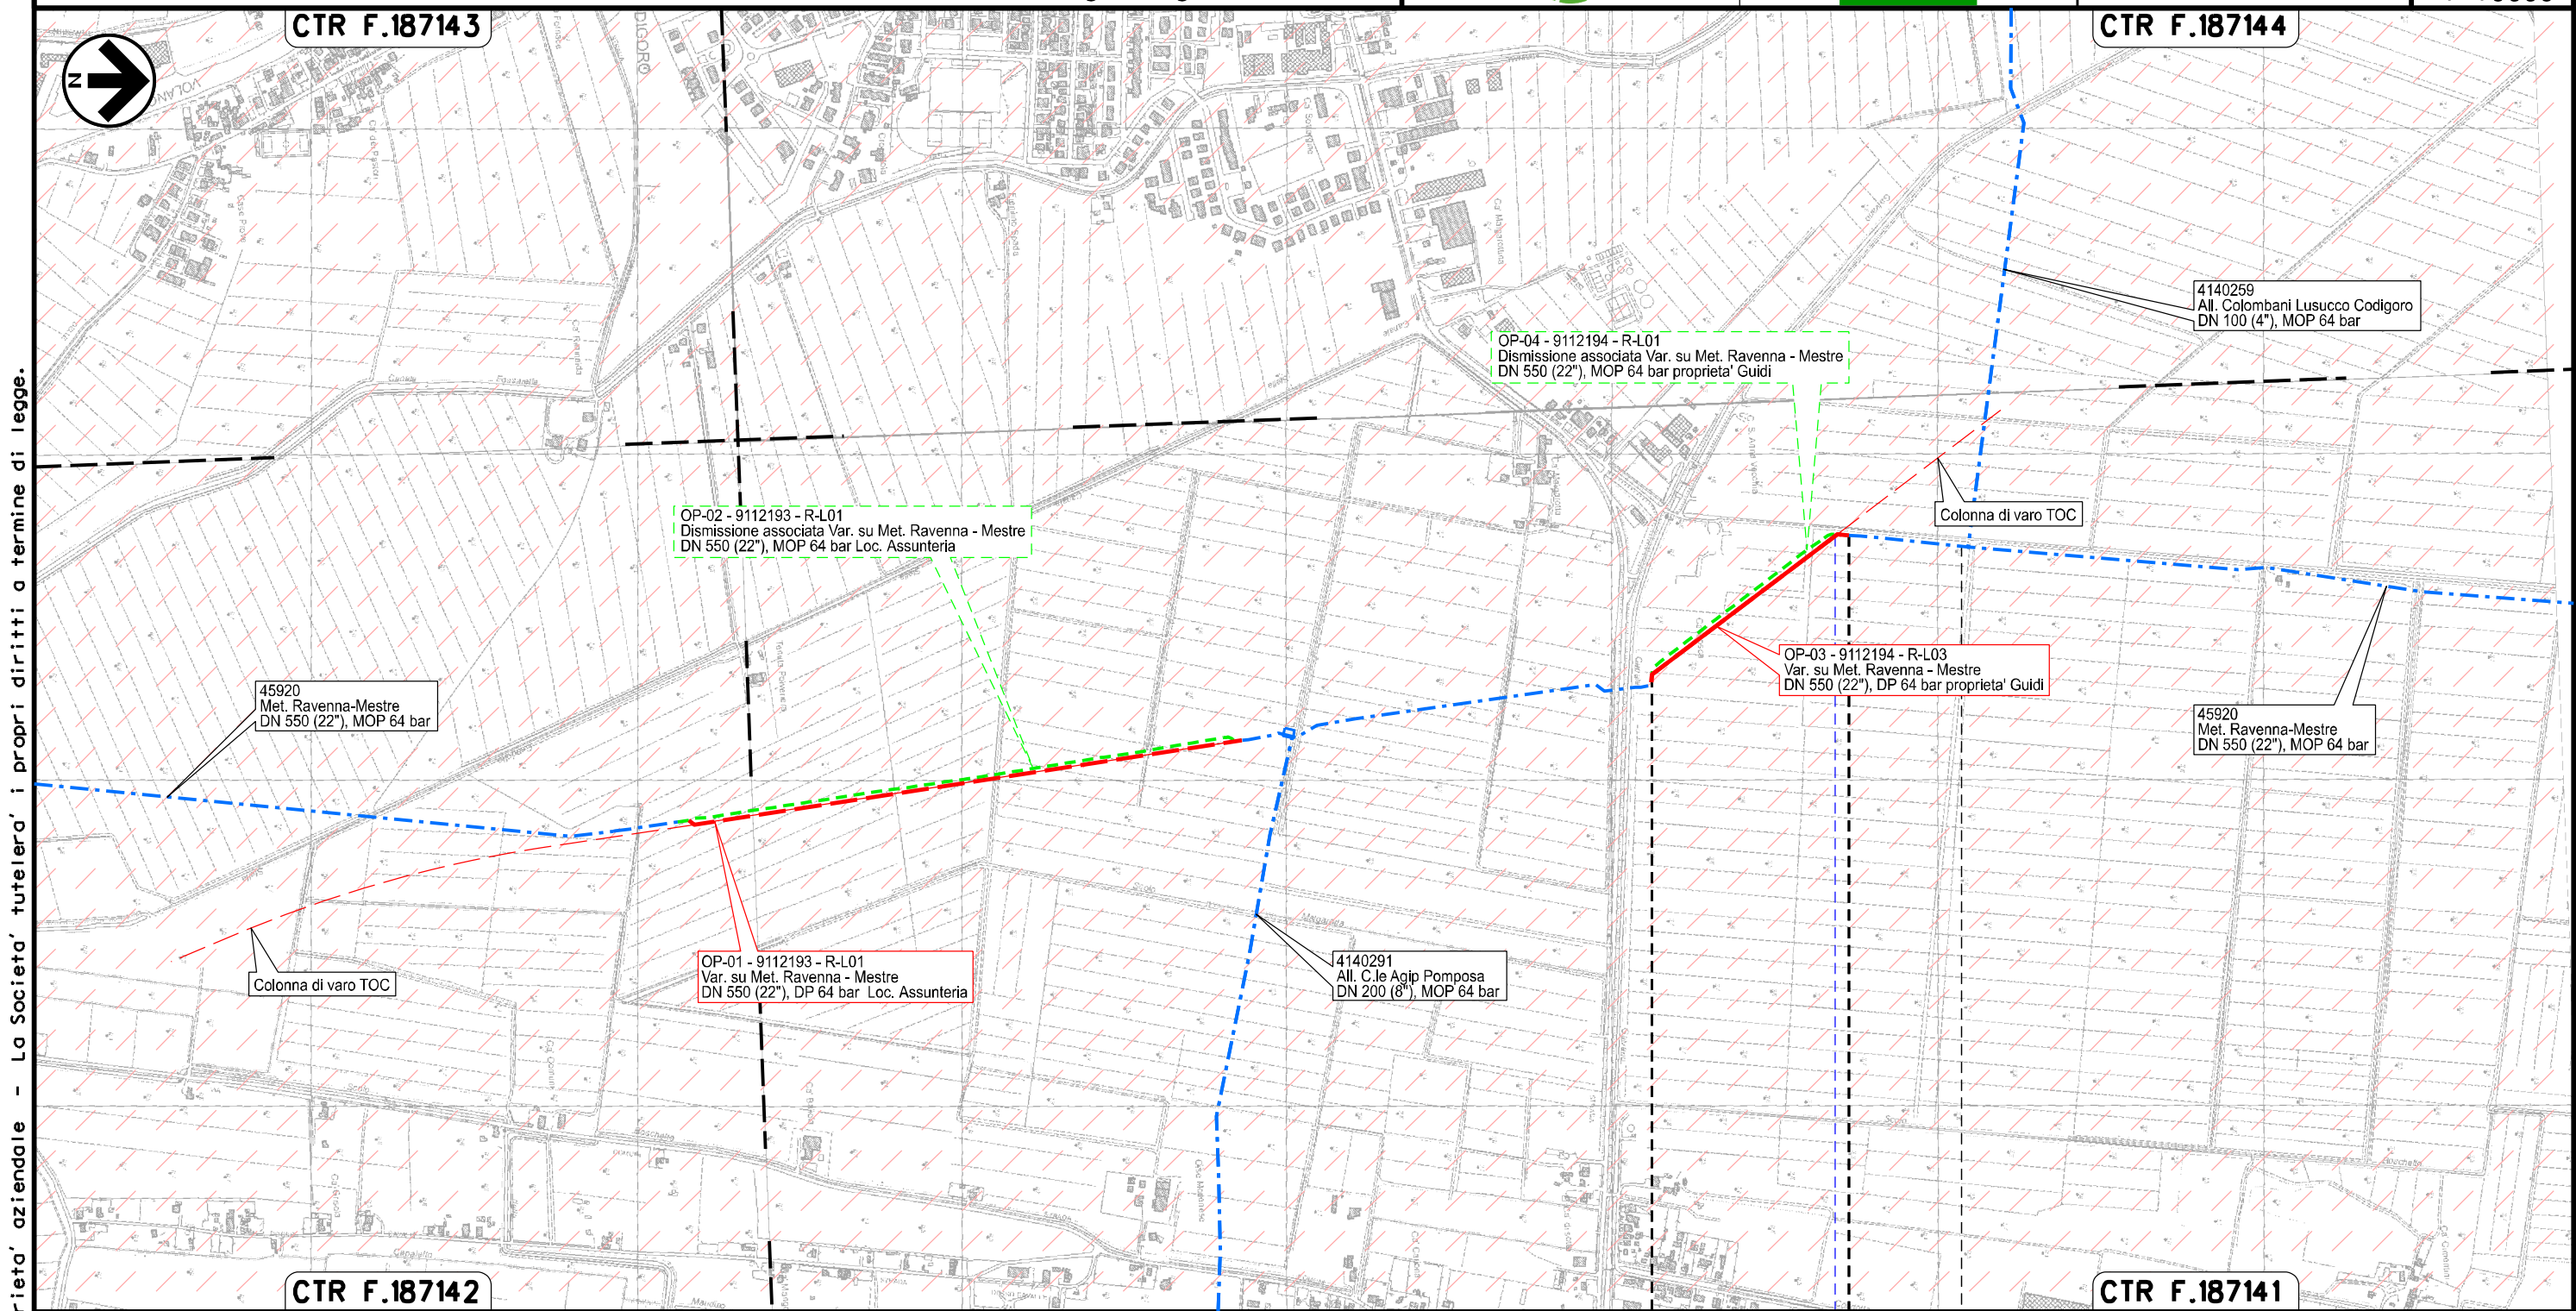 CTR F.187143
CTR F.187144
N
VOLANO
4140259
All. Colombani Lusucco Codigoro
DN 100 (4"), MOP 64 bar
OP-04 - 9112194 - R-L01
Dismissione associata Var. su Met. Ravenna - Mestre
DN 550 (22"), MOP 64 bar proprieta' Guidi
OP-02 - 9112193 - R-L01
Dismissione associata Var. su Met. Ravenna - Mestre
DN 550 (22"), MOP 64 bar Loc. Assunteria
Colonna di varo TOC
OP-03 - 9112194 - R-L03
Var. su Met. Ravenna - Mestre
DN 550 (22"), DP 64 bar proprieta' Guidi
45920
Met. Ravenna-Mestre
DN 550 (22"), MOP 64 bar
45920
Met. Ravenna-Mestre
DN 550 (22"), MOP 64 bar
OP-01 - 9112193 - R-L01
Var. su Met. Ravenna - Mestre
DN 550 (22"), DP 64 bar Loc. Assunteria
4140291
All. C.le Agip Pomposa
DN 200 (8"), MOP 64 bar
Colonna di varo TOC
aziendale - La Societa' tutelera' i propri diritti a termine di legge.
CTR F.187142
CTR F.187141